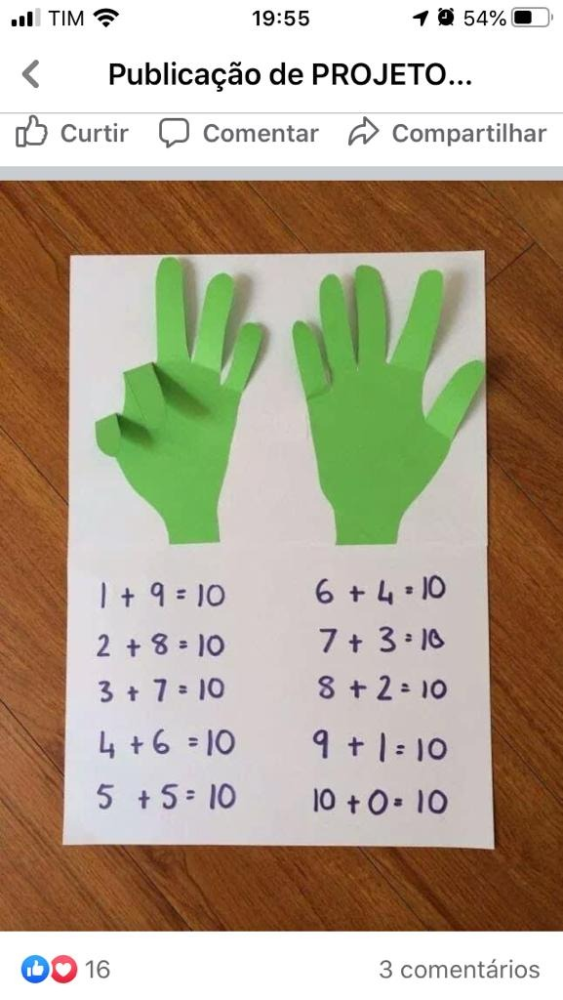 TIM 19:55 54%
Publicação de PROJETO...
Curtir Comentar Compartilhar
1 + 9 = 10
2 + 8 = 10
3 + 7 = 10
4 + 6 = 10
5 + 5 = 10
6 + 4 = 10
7 + 3 = 10
8 + 2 = 10
9 + 1 = 10
10 + 0 = 10
16 3 comentários